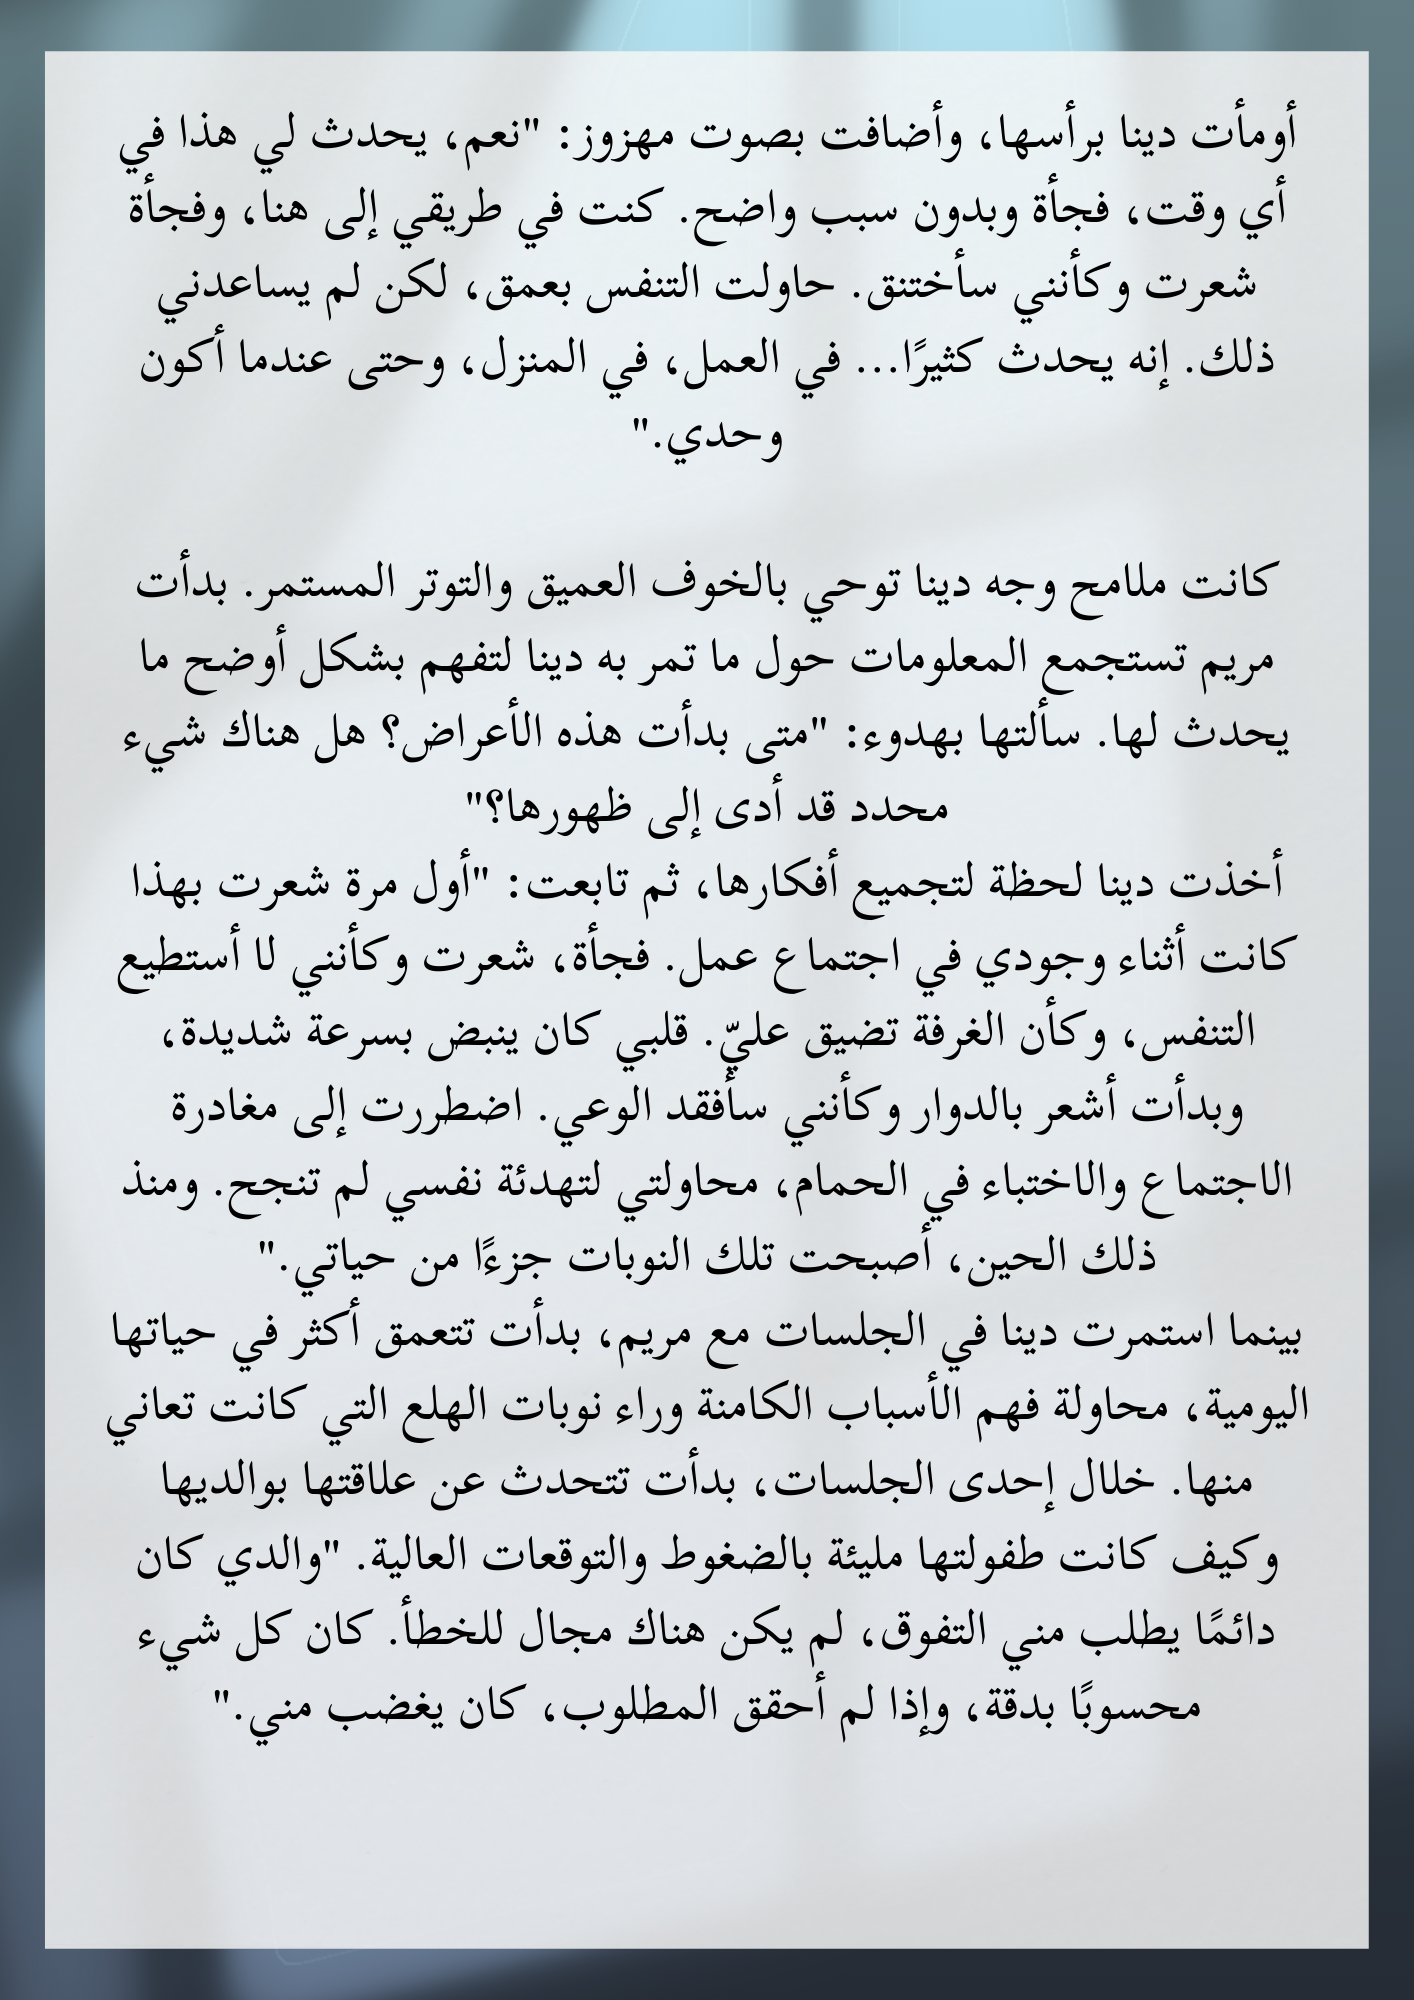 أومأت دينا برأسها، وأضافت بصوت مهزوز: "نعم، يحدث لي هذا في
أي وقت، فجأة وبدون سبب واضح. كنت في طريقي إلى هنا، وفجأة
شعرت وكأنني سأختنق. حاولت التنفس بعمق، لكن لم يساعدني
ذلك. إنه يحدث كثيرًا... في العمل، في المنزل، وحتى عندما أكون
وحدي."
كانت ملامح وجه دينا توحي بالخوف العميق والتوتر المستمر. بدأت
مريم تستجمع المعلومات حول ما تمر به دينا لتفهم بشكل أوضح ما
يحدث لها. سألتها بهدوء: "متى بدأت هذه الأعراض؟ هل هناك شيء
محدد قد أدى إلى ظهورها؟"
أخذت دينا لحظة لتجميع أفكارها، ثم تابعت: "أول مرة شعرت بهذا
كانت أثناء وجودي في اجتماع عمل. فجأة، شعرت وكأنني لا أستطيع
التنفس، وكأن الغرفة تضيق عليّ. قلبي كان ينبض بسرعة شديدة،
وبدأت أشعر بالدوار وكأنني سأفقد الوعي. اضطررت إلى مغادرة
الاجتماع والاختباء في الحمام، محاولتي لتهدئة نفسي لم تنجح. ومنذ
ذلك الحين، أصبحت تلك النوبات جزءًا من حياتي."
بينما استمرت دينا في الجلسات مع مريم، بدأت تتعمق أكثر في حياتها
اليومية، محاولة فهم الأسباب الكامنة وراء نوبات الهلع التي كانت تعاني
منها. خلال إحدى الجلسات، بدأت تتحدث عن علاقتها بوالديها
وكيف كانت طفولتها مليئة بالضغوط والتوقعات العالية. "والدي كان
دائمًا يطلب مني التفوق، لم يكن هناك مجال للخطأ. كان كل شيء
محسوبًا بدقة، وإذا لم أحقق المطلوب، كان يغضب مني."